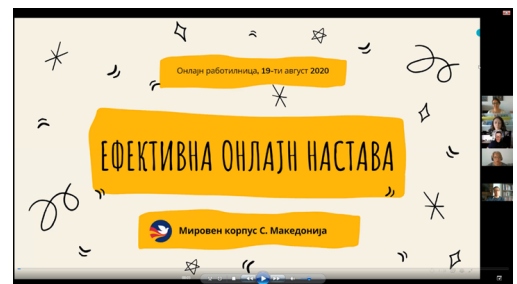 Онлајн работилница, 19-ти август 2020
ЕФЕКТИВНА ОНЛАЈН НАСТАВА
Мировен корпус С. Македонија